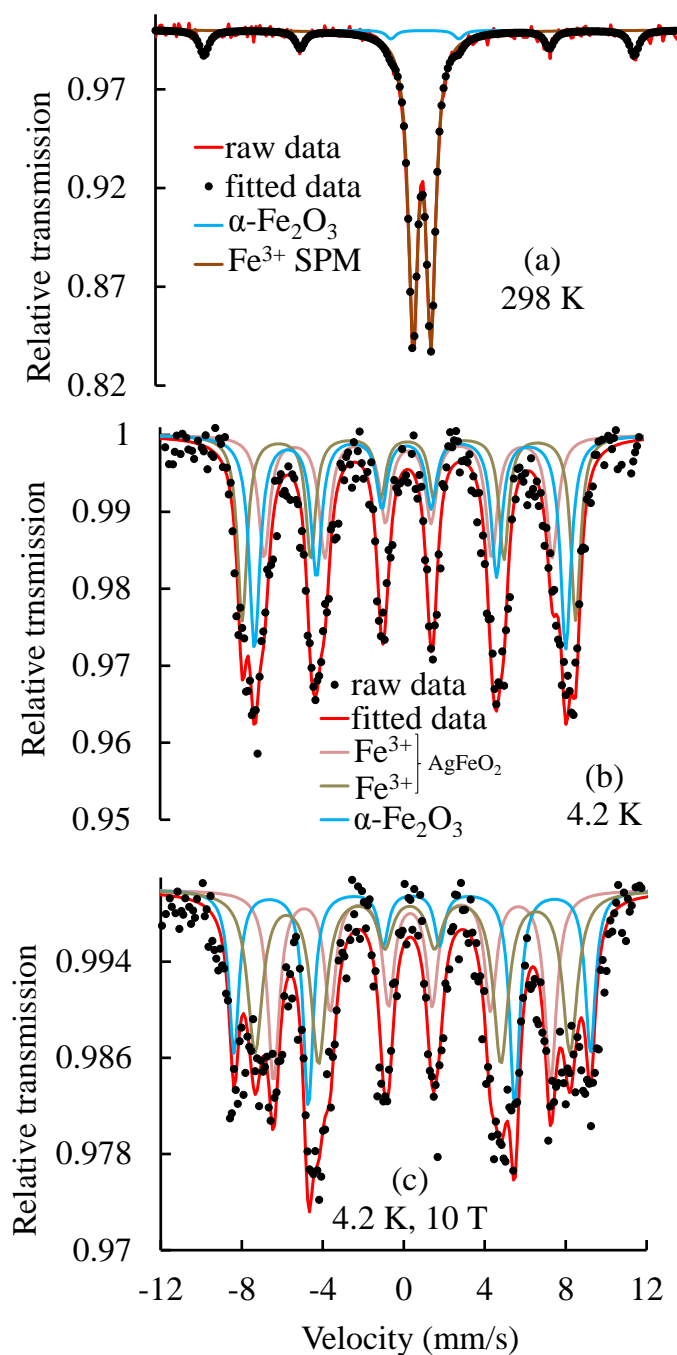 Relative transmission
0.97
0.92
0.87
0.82
raw data
fitted data
α-Fe₂O₃
Fe³⁺ SPM
(a)
298 K
Relative trnsmission
1
0.99
0.98
0.97
0.96
0.95
raw data
fitted data
Fe³⁺
Fe³⁺
AgFeO₂
α-Fe₂O₃
(b)
4.2 K
Relative transmission
0.994
0.986
0.978
0.97
(c)
4.2 K, 10 T
-12 -8 -4 0 4 8 12
Velocity (mm/s)